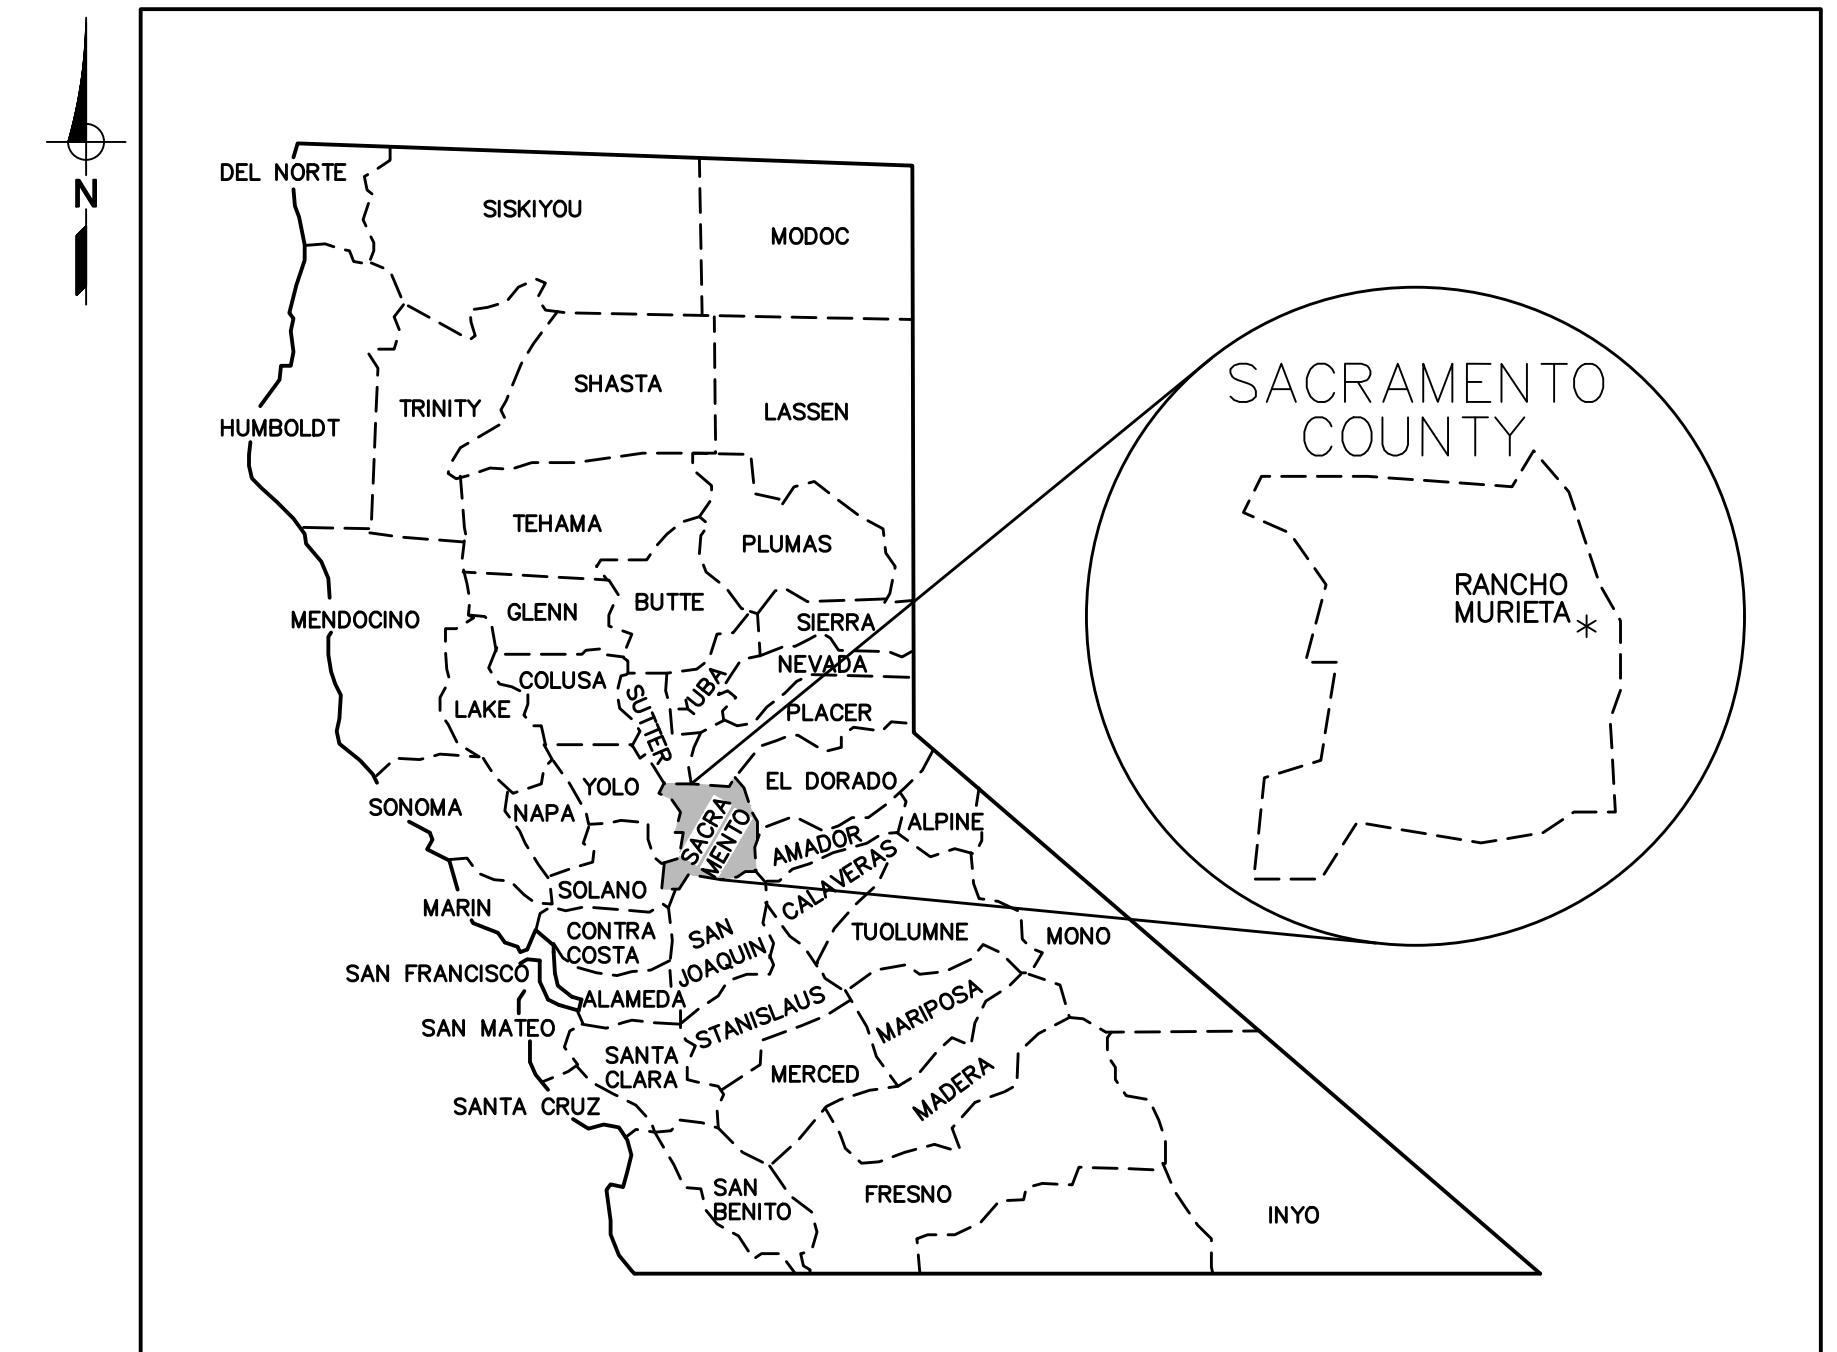 N
DEL NORTE
SISKIYOU
MODOC
SACRAMENTO
COUNTY
SHASTA
TRINITY
LASSEN
HUMBOLDT
TEHAMA
PLUMAS
RANCHO
MURIETA
*
BUTTE
GLENN
MENDOCINO
SIERRA
NEVADA
COLUSA
YUBA
LAKE
SUTTER
PLACER
YOLO
EL DORADO
SONOMA
NAPA
SACRA
MENTO
ALPINE
AMADOR
CALAVERAS
SOLANO
MARIN
CONTRA
COSTA
SAN
JOAQUIN
TUOLUMNE
MONO
SAN FRANCISCO
ALAMEDA
STANISLAUS
MARIPOSA
SAN MATEO
SANTA
CLARA
MERCED
MADERA
SANTA CRUZ
SAN
BENITO
FRESNO
INYO